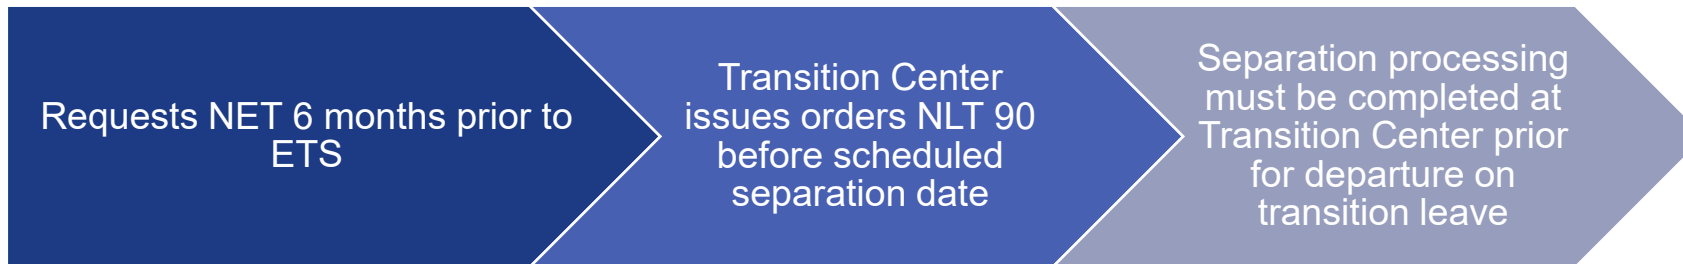 Requests NET 6 months prior to
ETS
Transition Center
issues orders NLT 90
before scheduled
separation date
Separation processing
must be completed at
Transition Center prior
for departure on
transition leave